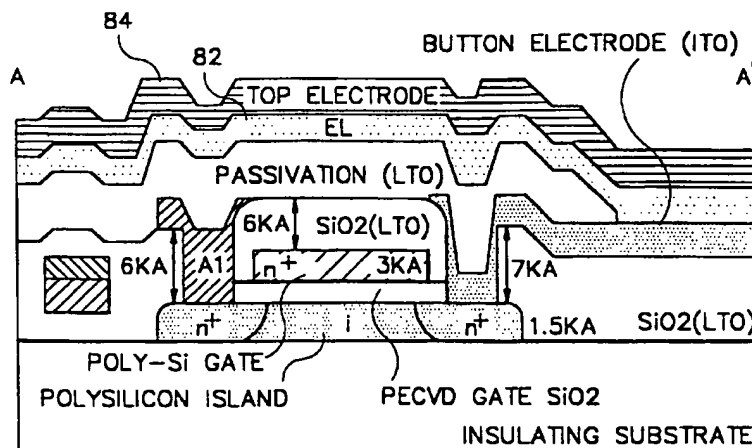 84
82
BUTTON ELECTRODE (ITO)
A
A'
TOP ELECTRODE
EL
PASSIVATION (LTO)
6KA
SiO2(LTO)
6KA
A1
n+
3KA
7KA
n+
i
n+
1.5KA
SiO2(LTO)
POLY-Si GATE
POLYSILICON ISLAND
PECVD GATE SiO2
INSULATING SUBSTRATE